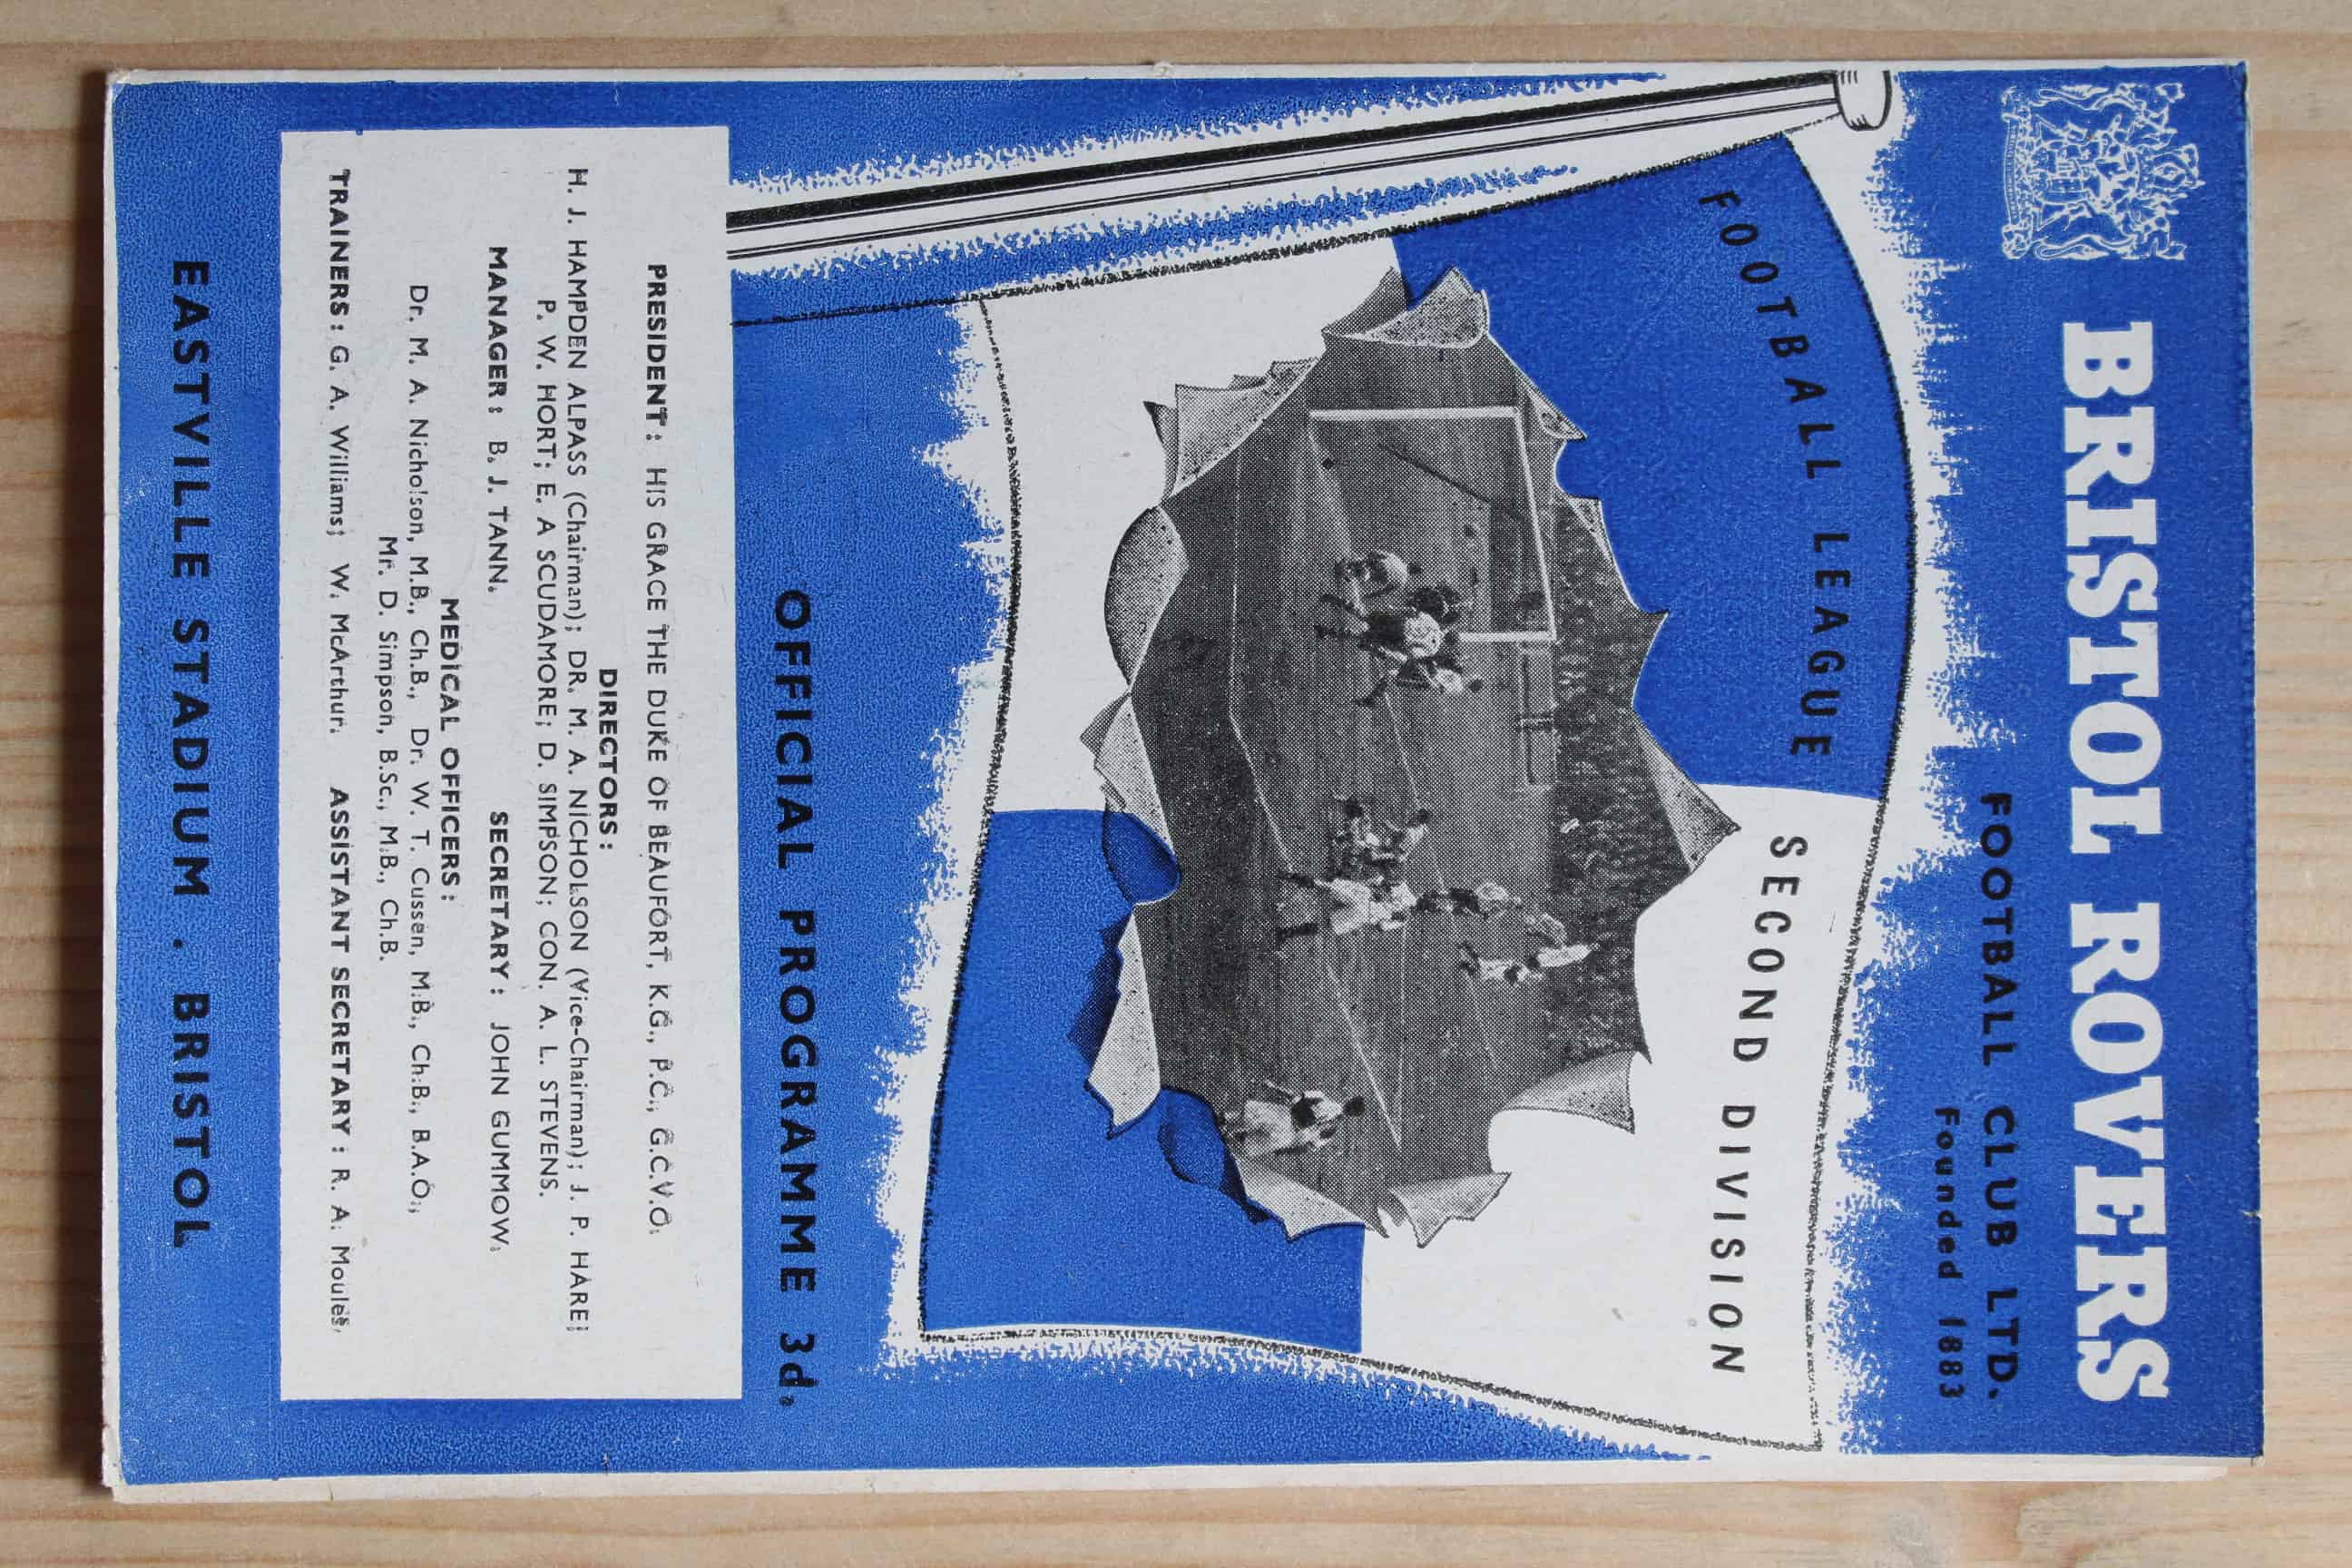 BRISTOL ROVERS
FOOTBALL CLUB LTD.
Founded 1883
FOOTBALL LEAGUE
SECOND DIVISION
OFFICIAL PROGRAMME 3d.
PRESIDENT: HIS GRACE THE DUKE OF BEAUFORT, K.G., P.C., G.C.V.O.
DIRECTORS:
H. J. HAMPDEN ALPASS (Chairman); DR. M. A. NICHOLSON (Vice-Chairman); J. P. HARE;
P. W. HORT; E. A SCUDAMORE; D. SIMPSON; CON. A. L. STEVENS.
MANAGER: B. J. TANN. SECRETARY: JOHN GUMMOW.
MEDICAL OFFICERS:
Dr. M. A. Nicholson, M.B., Ch.B., Dr. W. T. Cussen, M.B., Ch.B., B.A.O.,
Mr. D. Simpson, B.Sc., M.B., Ch.B.
TRAINERS: G. A. Williams; W. McArthur. ASSISTANT SECRETARY: R. A. Moules.
EASTVILLE STADIUM . BRISTOL